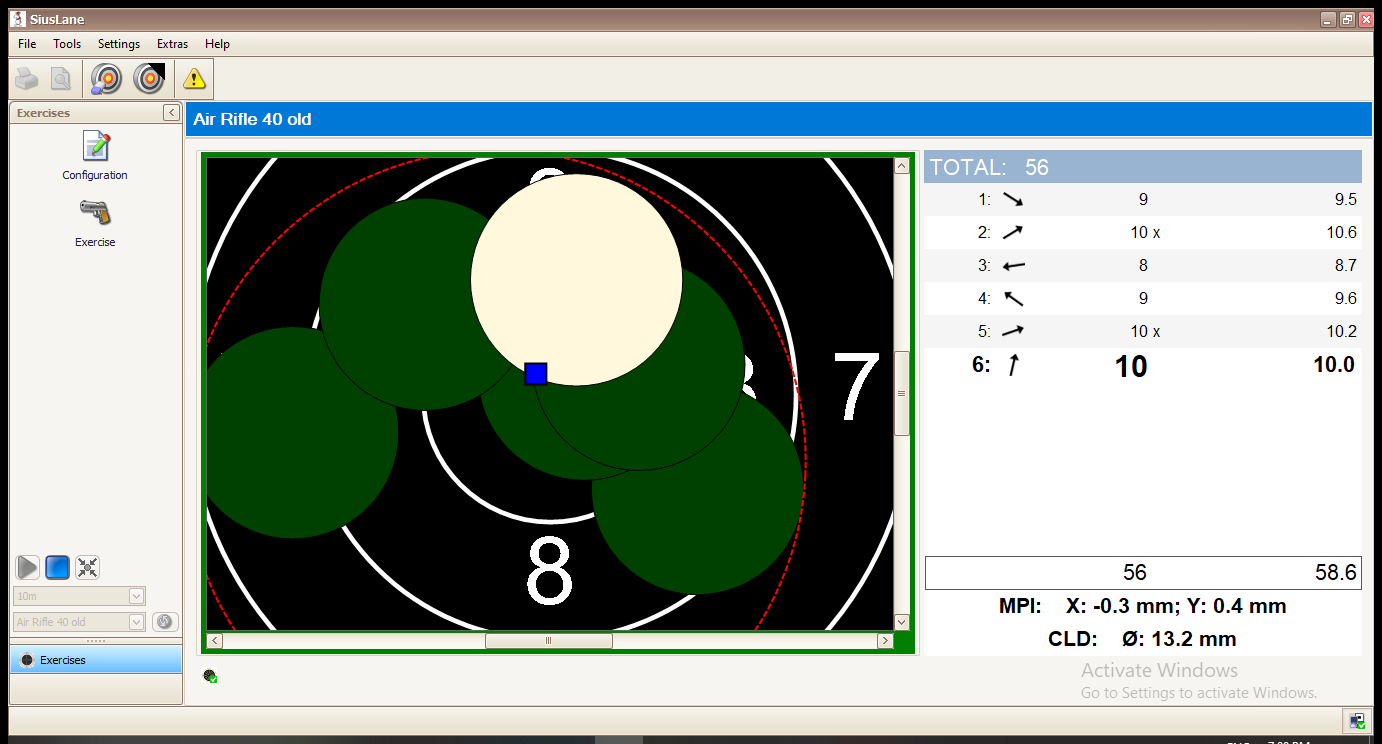 SiusLane
File Tools Settings Extras Help
Exercises
Configuration
Exercise
10m
Air Rifle 40 old
Exercises
Air Rifle 40 old
7
8
TOTAL: 56
1: 9 9.5
2: 10 x 10.6
3: 8 8.7
4: 9 9.6
5: 10 x 10.2
6: 10 10.0
56 58.6
MPI: X: -0.3 mm; Y: 0.4 mm
CLD: Ø: 13.2 mm
Activate Windows
Go to Settings to activate Windows.